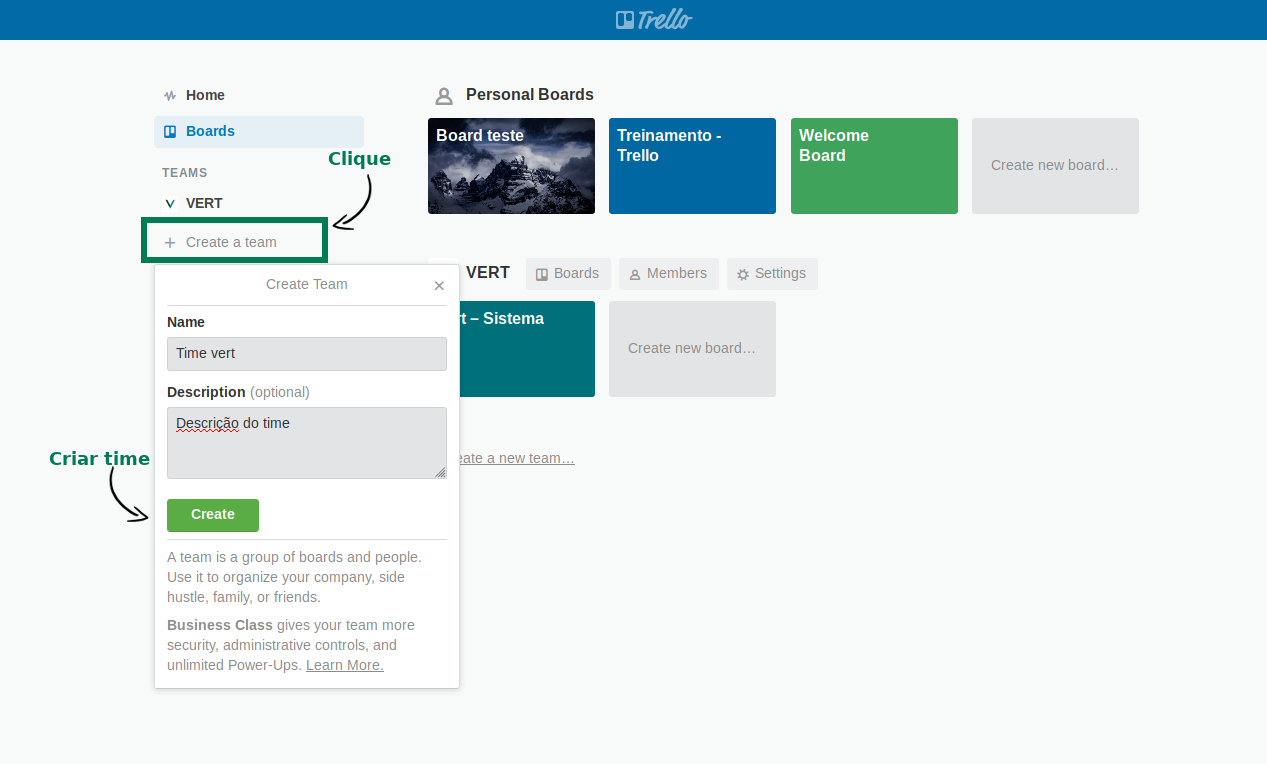 Trello
Home
Boards
TEAMS
VERT
Create a team
Clique
Personal Boards
Board teste
Treinamento -
Trello
Welcome
Board
Create new board…
VERT
Boards
Members
Settings
– Sistema
Create new board…
a new team…
Create Team
Name
Time vert
Description (optional)
Descrição do time
Criar time
Create
A team is a group of boards and people.
Use it to organize your company, side
hustle, family, or friends.
Business Class gives your team more
security, administrative controls, and
unlimited Power-Ups. Learn More.